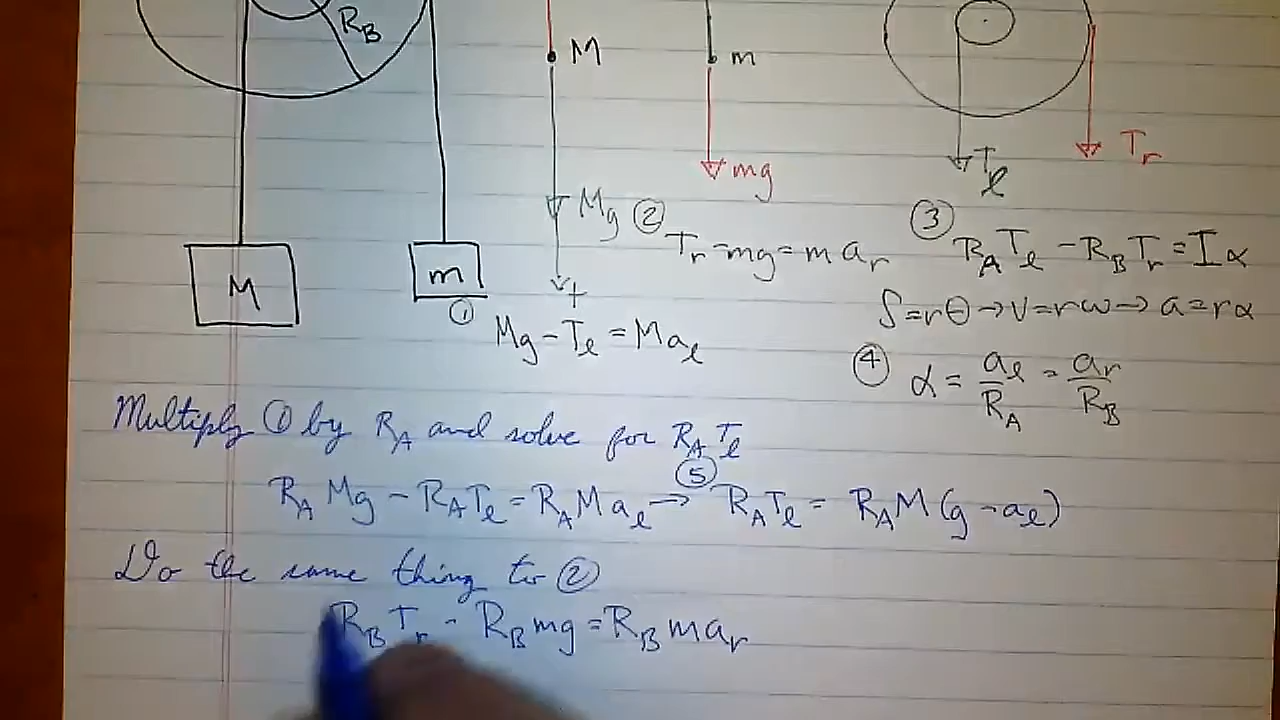 R_B
M
m
mg
T_l
T_r
Mg
② T_r - mg = m a_r
③ R_A T_l - R_B T_r = I α
M
m
+
S = rθ → v = rω → a = rα
① Mg - T_l = M a_l
④ α = a_l / R_A = a_r / R_B
Multiply ① by R_A and solve for R_A T_l
R_A Mg - R_A T_l = R_A M a_l → ⑤ R_A T_l = R_A M (g - a_l)
Do the same thing to ②
R_B T_r - R_B mg = R_B m a_r